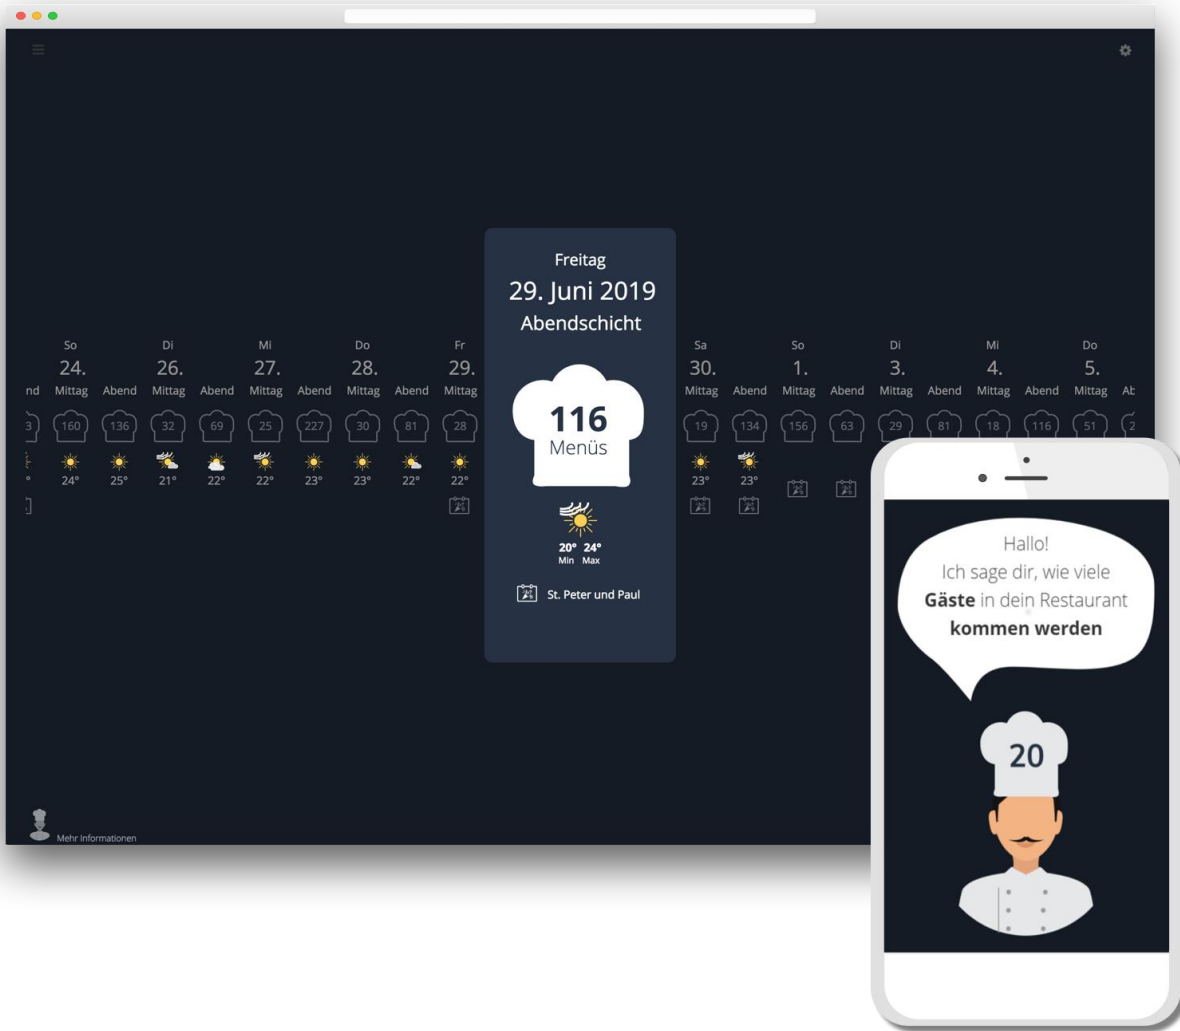 Freitag
29. Juni 2019
Abendschicht
116
Menüs
20° 24°
Min Max
St. Peter und Paul
So Di Mi Do Fr
24. 26. 27. 28. 29.
Mittag Abend Mittag Abend Mittag Abend Mittag Abend Mittag
160 136 32 69 25 227 30 81 28
24° 25° 21° 22° 22° 23° 23° 22° 22°
Sa So Di Mi Do
30. 1. 3. 4. 5.
Mittag Abend Mittag Abend Mittag Abend Mittag Abend Mittag
19 134 156 63 29 81 18 116 51
23° 23°
Mehr Informationen
Hallo!
Ich sage dir, wie viele
Gäste in dein Restaurant
kommen werden
20